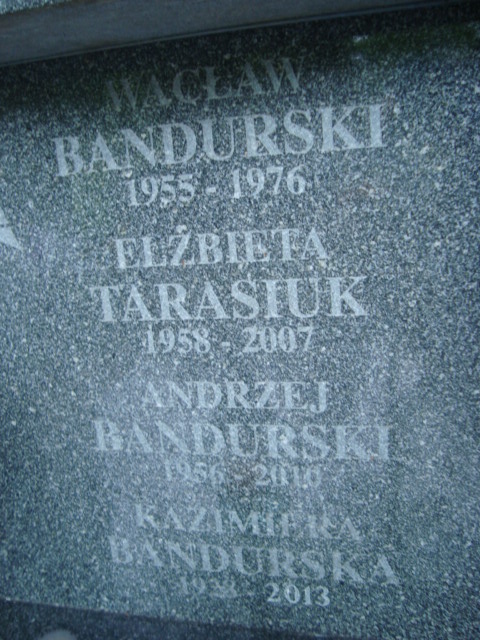 WACŁAW
BANDURSKI
1955 - 1976
ELŻBIETA
TARASIUK
1958 - 2007
ANDRZEJ
BANDURSKI
1956 - 2010
KAZIMIERA
BANDURSKA
- 2013